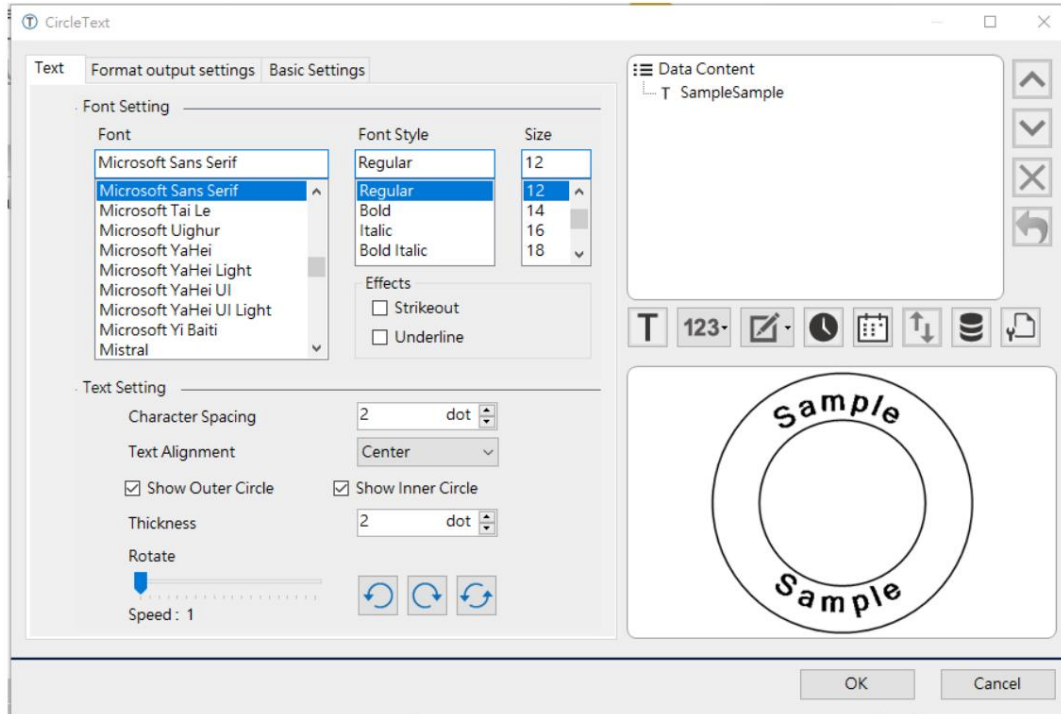 CircleText
Text
Format output settings
Basic Settings
Font Setting
Font
Font Style
Size
Microsoft Sans Serif
Regular
12
Microsoft Sans Serif
Microsoft Tai Le
Microsoft Uighur
Microsoft YaHei
Microsoft YaHei Light
Microsoft YaHei UI
Microsoft YaHei UI Light
Microsoft Yi Baiti
Mistral
Regular
Bold
Italic
Bold Italic
12
14
16
18
Effects
Strikeout
Underline
Text Setting
Character Spacing
2 dot
Text Alignment
Center
Show Outer Circle
Show Inner Circle
Thickness
2 dot
Rotate
Speed : 1
Data Content
T SampleSample
T
123
Sample
Sample
OK
Cancel